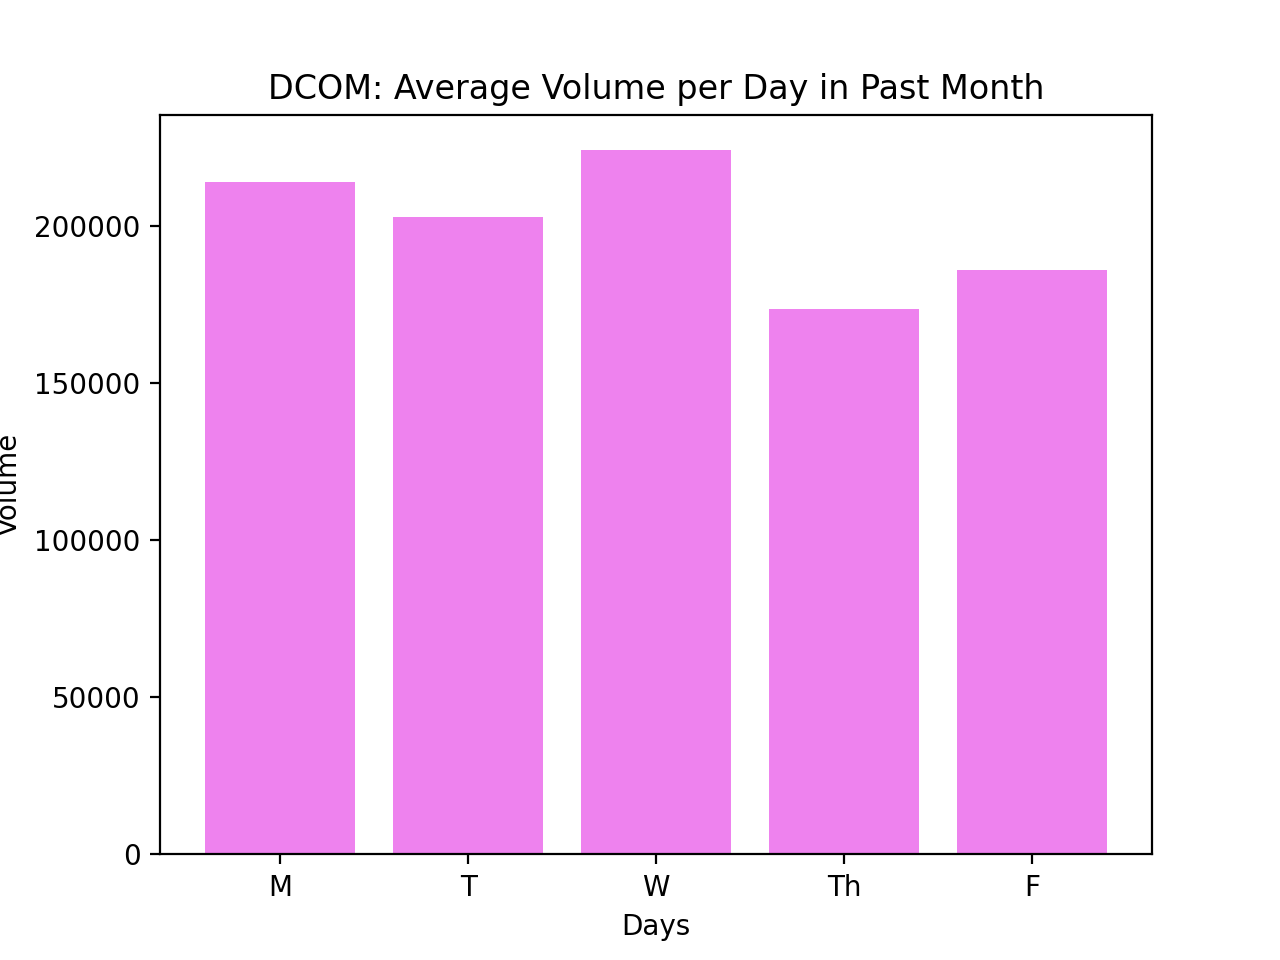 DCOM: Average Volume per Day in Past Month
Volume
200000
150000
100000
50000
0
M T W Th F
Days